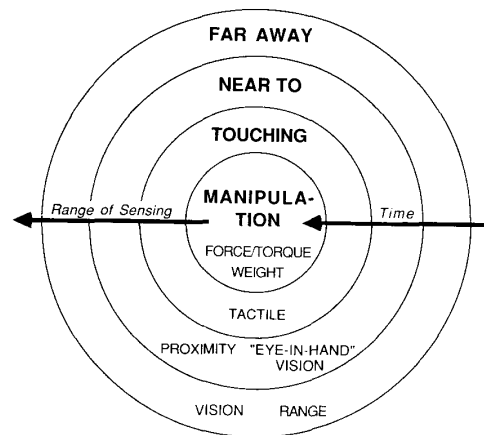 FAR AWAY
NEAR TO
TOUCHING
MANIPULA-
TION
Range of Sensing
Time
FORCE/TORQUE
WEIGHT
TACTILE
PROXIMITY "EYE-IN-HAND"
VISION
VISION RANGE